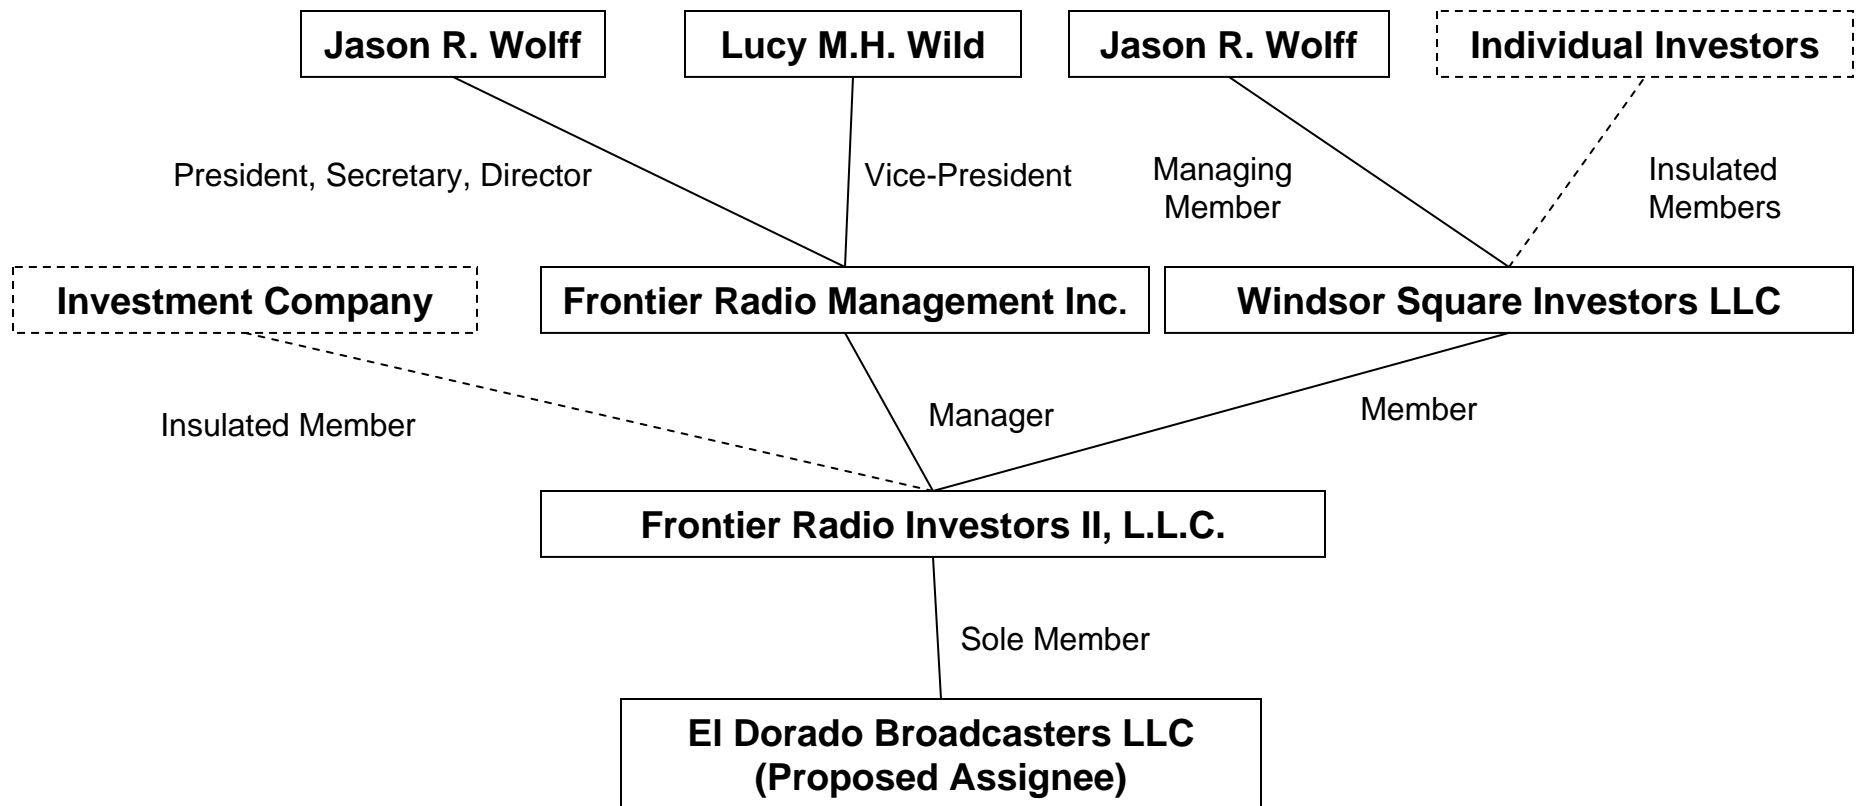 Jason R. Wolff
Lucy M.H. Wild
Jason R. Wolff
Individual Investors
President, Secretary, Director
Vice-President
Managing
Member
Insulated
Members
Investment Company
Frontier Radio Management Inc.
Windsor Square Investors LLC
Insulated Member
Manager
Member
Frontier Radio Investors II, L.L.C.
Sole Member
El Dorado Broadcasters LLC
(Proposed Assignee)